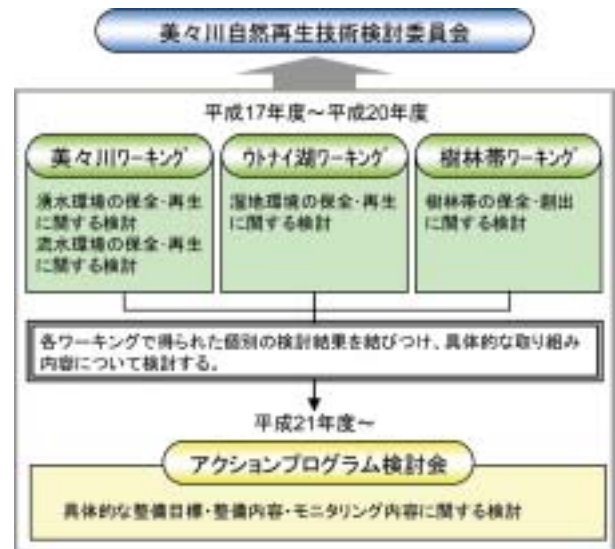 美々川自然再生技術検討委員会
平成17年度～平成20年度
美々川ワーキング
湧水環境の保全・再生
に関する検討
流水環境の保全・再生
に関する検討
ウトナイ湖ワーキング
湿地環境の保全・再生
に関する検討
樹林帯ワーキング
樹林帯の保全・創出
に関する検討
各ワーキングで得られた個別の検討結果を結びつけ、具体的な取り組み
内容について検討する。
平成21年度～
アクションプログラム検討会
具体的な整備目標・整備内容・モニタリング内容に関する検討